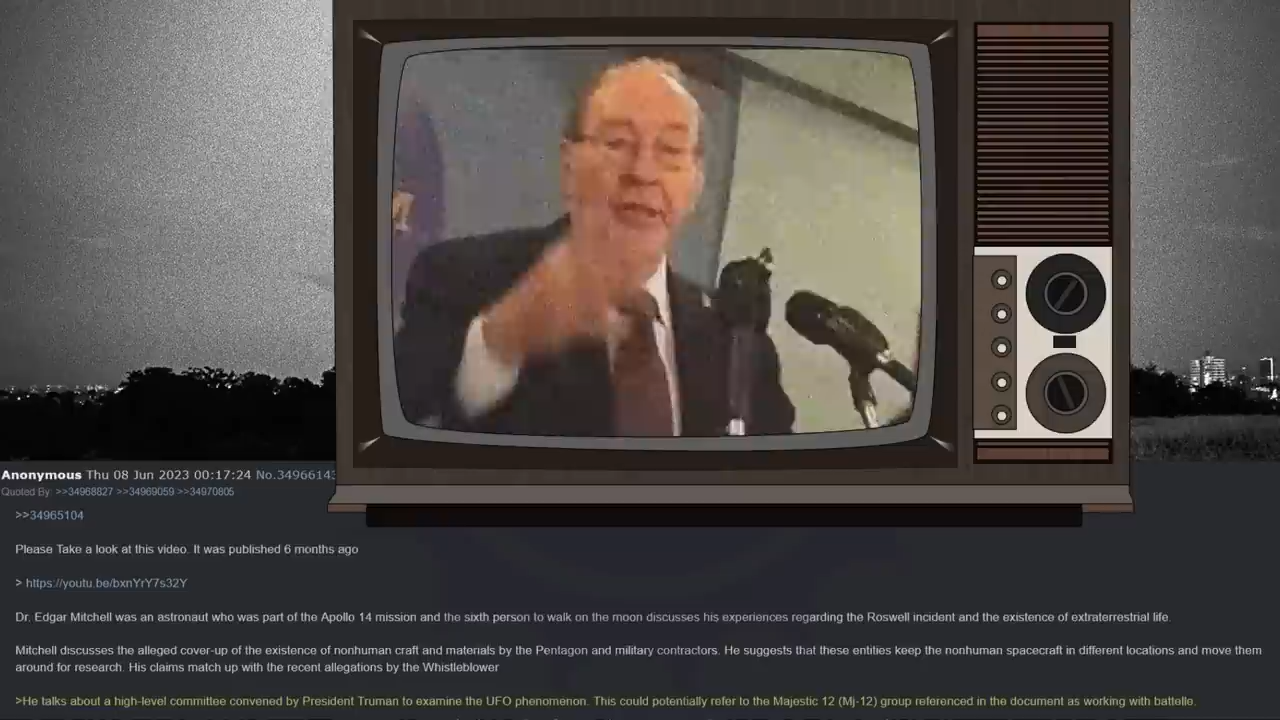 Anonymous Thu 08 Jun 2023 00:17:24 No.34966143
Quoted By: >>34968827 >>34969059 >>34970805
>>34965104
Please Take a look at this video. It was published 6 months ago
> https://youtu.be/bxnYrY7s32Y
Dr. Edgar Mitchell was an astronaut who was part of the Apollo 14 mission and the sixth person to walk on the moon discusses his experiences regarding the Roswell incident and the existence of extraterrestrial life.
Mitchell discusses the alleged cover-up of the existence of nonhuman craft and materials by the Pentagon and military contractors. He suggests that these entities keep the nonhuman spacecraft in different locations and move them
around for research. His claims match up with the recent allegations by the Whistleblower
>He talks about a high-level committee convened by President Truman to examine the UFO phenomenon. This could potentially refer to the Majestic 12 (Mj-12) group referenced in the document as working with battelle.